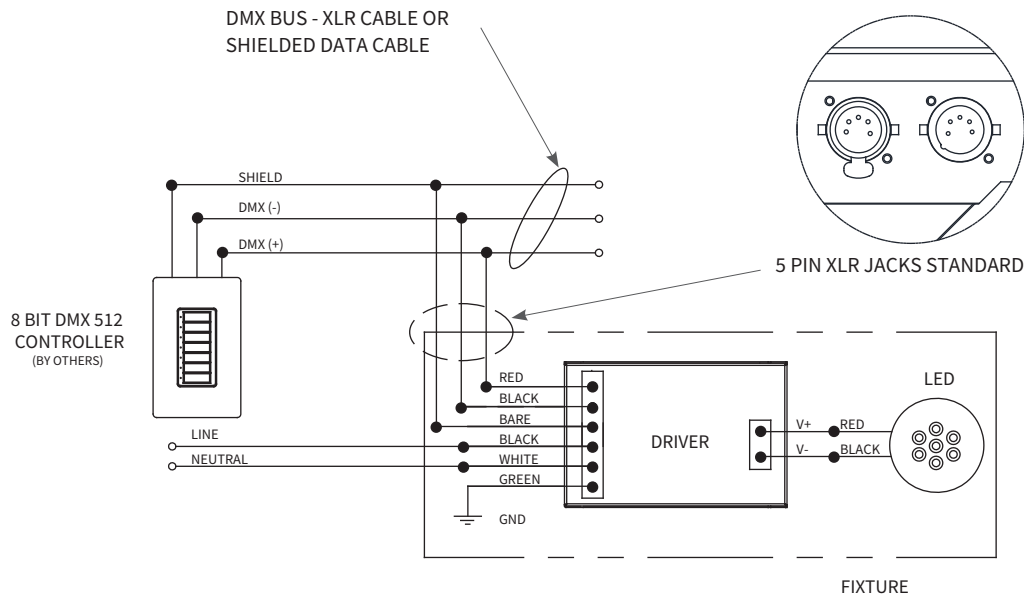 DMX BUS - XLR CABLE OR
SHIELDED DATA CABLE
SHIELD
DMX (-)
DMX (+)
5 PIN XLR JACKS STANDARD
8 BIT DMX 512
CONTROLLER
(BY OTHERS)
RED
BLACK
BARE
BLACK
WHITE
GREEN
GND
LINE
NEUTRAL
DRIVER
V+
RED
V-
BLACK
LED
FIXTURE